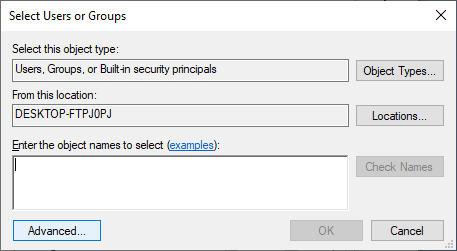 Select Users or Groups
Select this object type:
Users, Groups, or Built-in security principals
Object Types...
From this location:
DESKTOP-FTPJ0PJ
Locations...
Enter the object names to select (examples):
Check Names
Advanced...
OK
Cancel